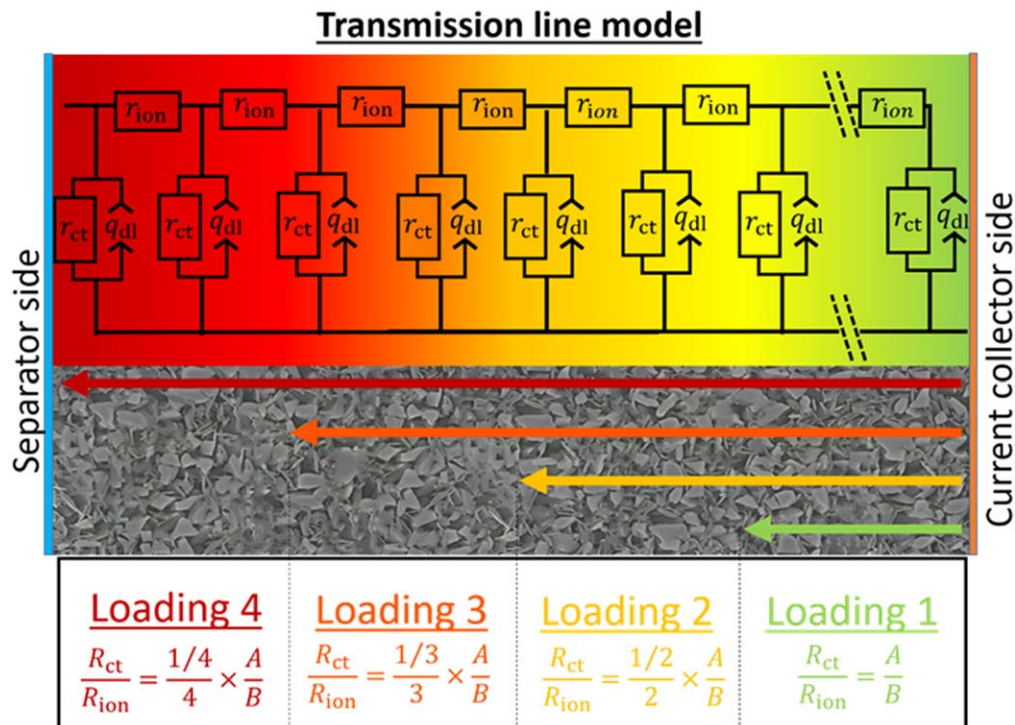 Transmission line model
r_ion r_ion r_ion r_ion r_ion r_ion r_ion
r_ct q_dl r_ct q_dl r_ct q_dl r_ct q_dl r_ct q_dl r_ct q_dl r_ct q_dl r_ct q_dl
Separator side
Current collector side
Loading 4 Loading 3 Loading 2 Loading 1
R_ct/R_ion = (1/4)/4 × A/B R_ct/R_ion = (1/3)/3 × A/B R_ct/R_ion = (1/2)/2 × A/B R_ct/R_ion = A/B